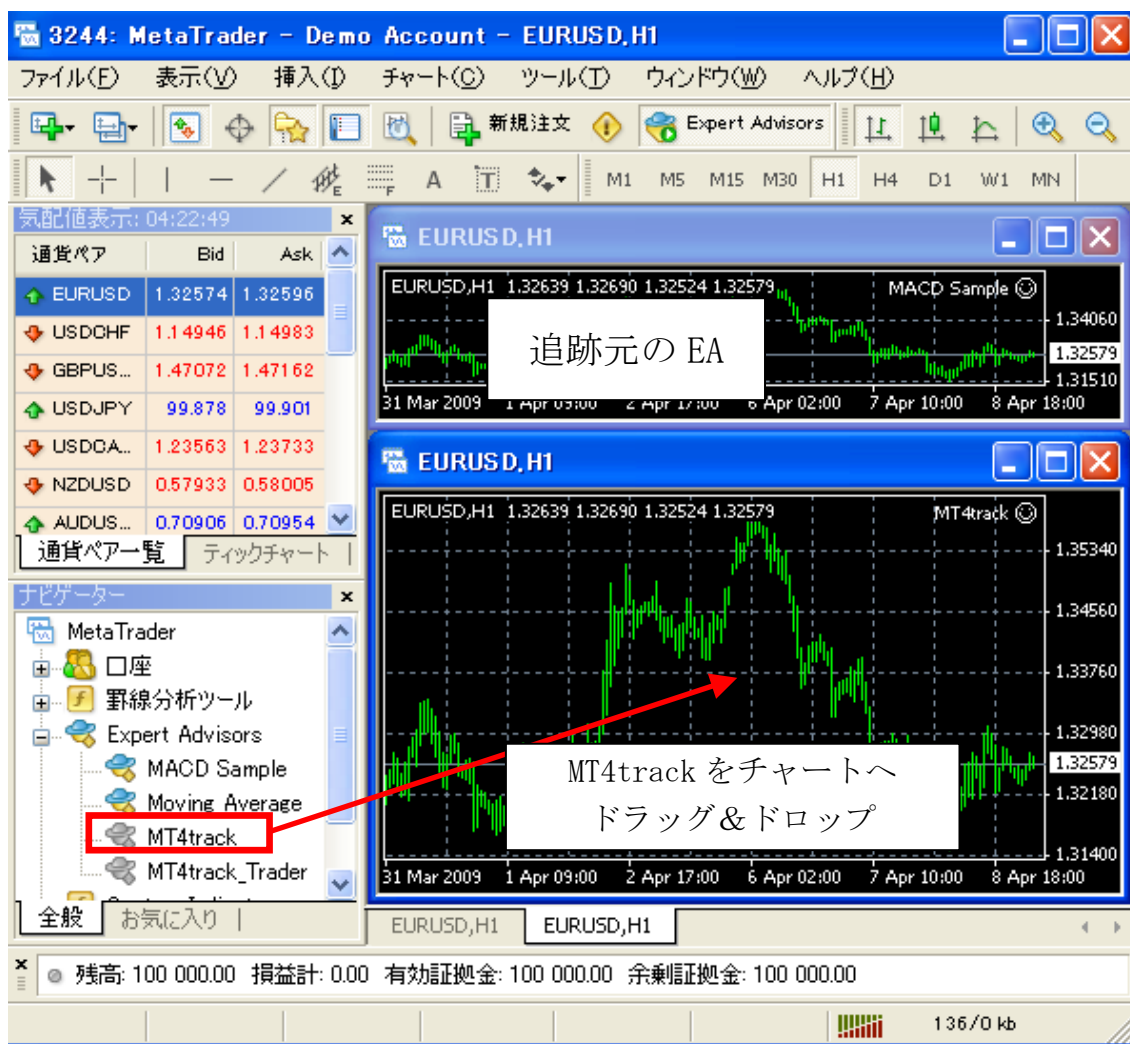 3244: MetaTrader - Demo Account - EURUSD,H1
ファイル(F) 表示(V) 挿入(I) チャート(C) ツール(T) ウィンドウ(W) ヘルプ(H)
新規注文 Expert Advisors
E F A T M1 M5 M15 M30 H1 H4 D1 W1 MN
気配値表示: 04:22:49
通貨ペア Bid Ask
EURUSD 1.32574 1.32596
USDCHF 1.14946 1.14983
GBPUS... 1.47072 1.47162
USDJPY 99.878 99.901
USDCA... 1.23563 1.23733
NZDUSD 0.57933 0.58005
AUDUS... 0.70906 0.70954
通貨ペア一覧 ティックチャート
ナビゲーター
MetaTrader
口座
罫線分析ツール
Expert Advisors
MACD Sample
Moving Average
MT4track
MT4track_Trader
全般 お気に入り
EURUSD,H1
EURUSD,H1 1.32639 1.32690 1.32524 1.32579 MACD Sample
追跡元の EA
1.34060
1.32579
1.31510
31 Mar 2009 1 Apr 09:00 2 Apr 17:00 6 Apr 02:00 7 Apr 10:00 8 Apr 18:00
EURUSD,H1
EURUSD,H1 1.32639 1.32690 1.32524 1.32579 MT4track
1.35340
1.34560
1.33760
1.32980
1.32579
1.32180
1.31400
MT4track をチャートへ
ドラッグ＆ドロップ
31 Mar 2009 1 Apr 09:00 2 Apr 17:00 6 Apr 02:00 7 Apr 10:00 8 Apr 18:00
EURUSD,H1 EURUSD,H1
残高: 100 000.00 損益計: 0.00 有効証拠金: 100 000.00 余剰証拠金: 100 000.00
136/0 kb